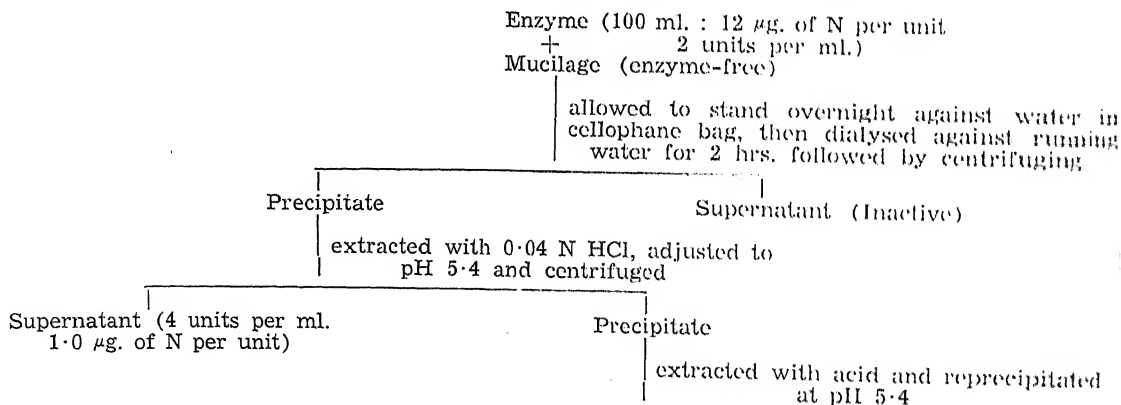 Enzyme (100 ml. : 12 μg. of N per unit
+ 2 units per ml.)
Mucilage (enzyme-free)
allowed to stand overnight against water in
cellophane bag, then dialysed against running
water for 2 hrs. followed by centrifuging
Precipitate
Supernatant (Inactive)
extracted with 0·04 N HCl, adjusted to
pH 5·4 and centrifuged
Supernatant (4 units per ml.
1·0 μg. of N per unit)
Precipitate
extracted with acid and reprecipitated
at pH 5·4